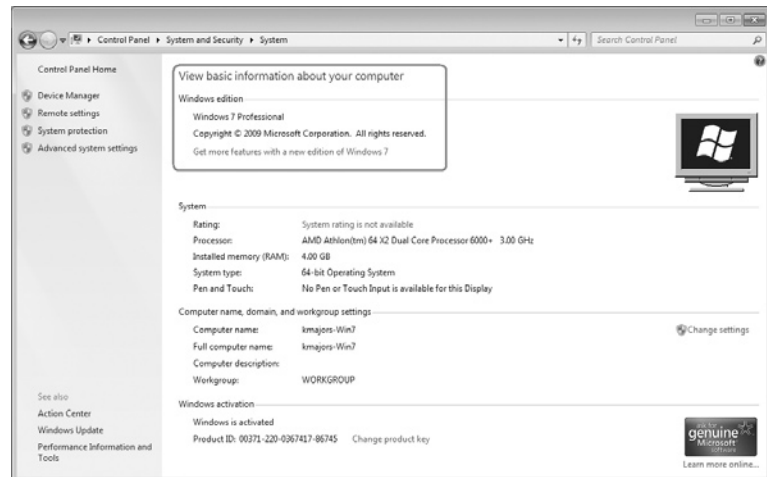 Control Panel ▸ System and Security ▸ System
Search Control Panel
Control Panel Home
Device Manager
Remote settings
System protection
Advanced system settings
View basic information about your computer
Windows edition
Windows 7 Professional
Copyright © 2009 Microsoft Corporation. All rights reserved.
Get more features with a new edition of Windows 7
System
Rating: System rating is not available
Processor: AMD Athlon(tm) 64 X2 Dual Core Processor 6000+ 3.00 GHz
Installed memory (RAM): 4.00 GB
System type: 64-bit Operating System
Pen and Touch: No Pen or Touch Input is available for this Display
Computer name, domain, and workgroup settings
Computer name: kmajors-Win7
Change settings
Full computer name: kmajors-Win7
Computer description:
Workgroup: WORKGROUP
Windows activation
Windows is activated
Product ID: 00371-220-0367417-86745 Change product key
See also
Action Center
Windows Update
Performance Information and
Tools
ask for
genuine
Microsoft
software
Learn more online...